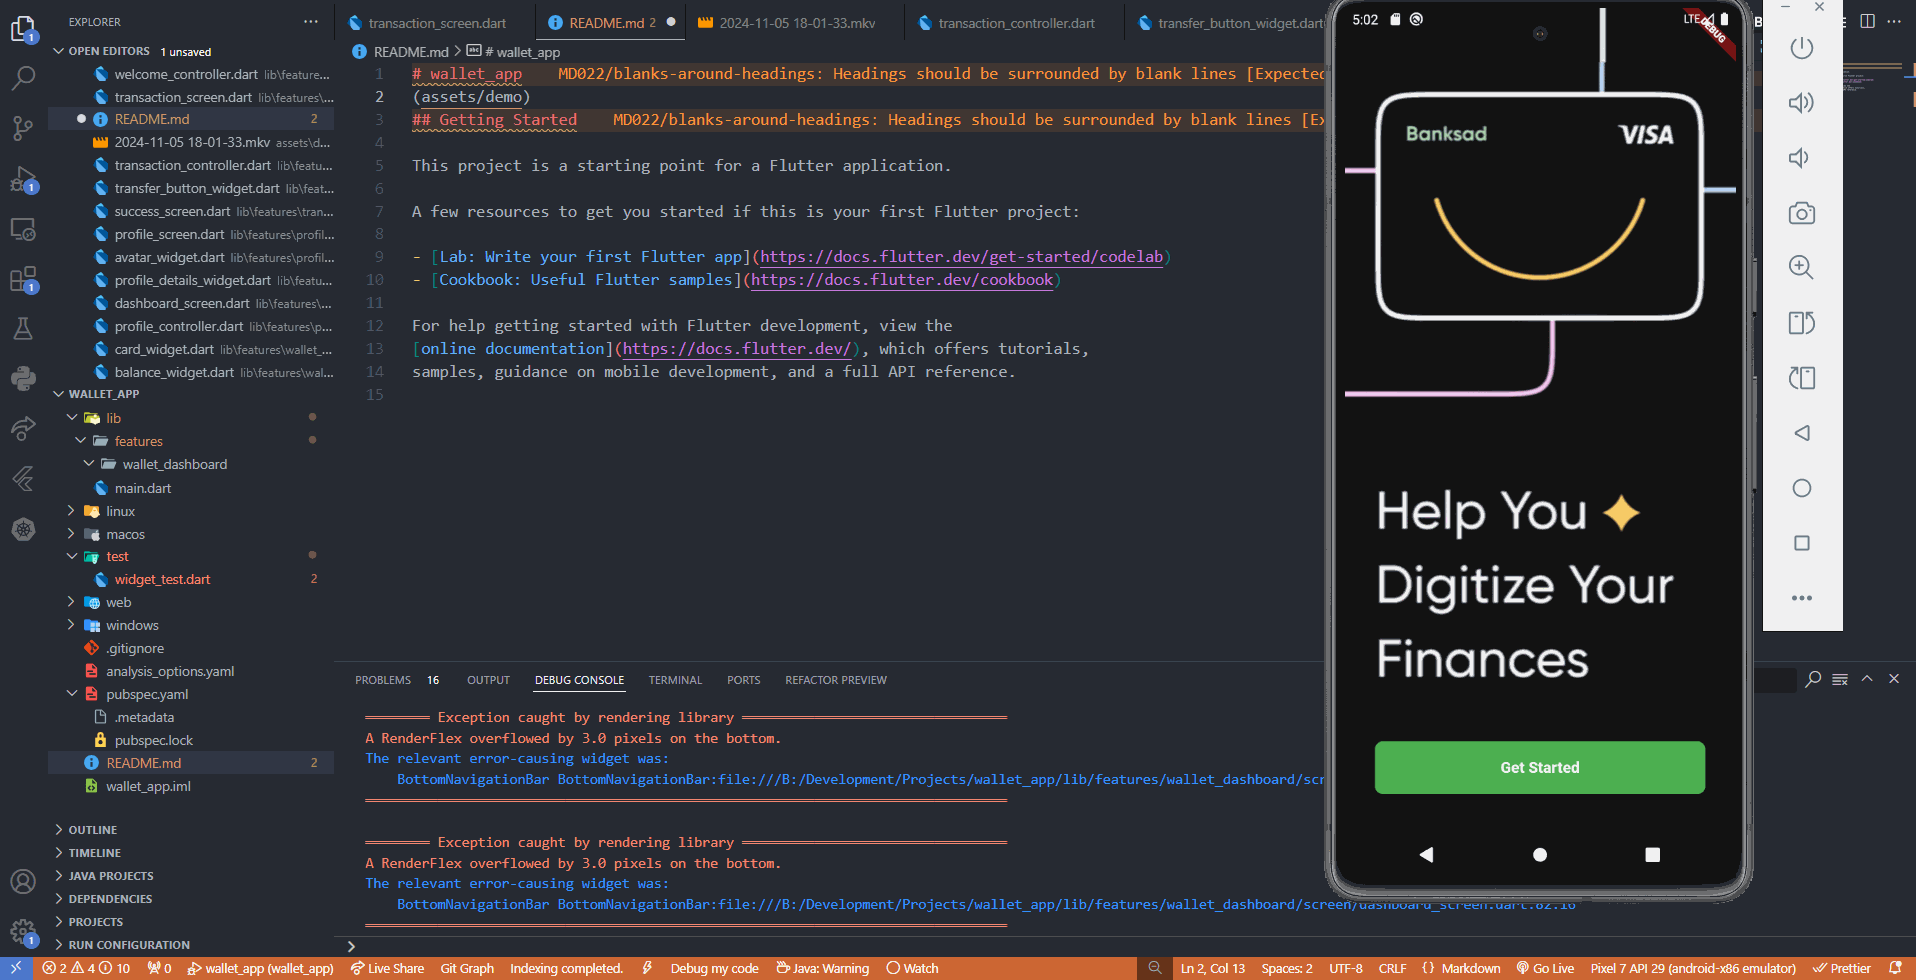 EXPLORER
OPEN EDITORS 1 unsaved
welcome_controller.dart lib\feature...
transaction_screen.dart lib\features\...
README.md 2
2024-11-05 18-01-33.mkv assets\d...
transaction_controller.dart lib\featu...
transfer_button_widget.dart lib\feat...
success_screen.dart lib\features\tran...
profile_screen.dart lib\features\profil...
avatar_widget.dart lib\features\profil...
profile_details_widget.dart lib\featu...
dashboard_screen.dart lib\features\...
profile_controller.dart lib\features\p...
card_widget.dart lib\features\wallet_...
balance_widget.dart lib\features\wal...
WALLET_APP
lib
features
wallet_dashboard
main.dart
linux
macos
test
widget_test.dart 2
web
windows
.gitignore
analysis_options.yaml
pubspec.yaml
.metadata
pubspec.lock
README.md 2
wallet_app.iml
OUTLINE
TIMELINE
JAVA PROJECTS
DEPENDENCIES
PROJECTS
RUN CONFIGURATION
transaction_screen.dart README.md 2 2024-11-05 18-01-33.mkv transaction_controller.dart transfer_button_widget.dart
README.md > # wallet_app
1 # wallet_app MD022/blanks-around-headings: Headings should be surrounded by blank lines [Expected
2 (assets/demo)
3 ## Getting Started MD022/blanks-around-headings: Headings should be surrounded by blank lines [Ex
4
5 This project is a starting point for a Flutter application.
6
7 A few resources to get you started if this is your first Flutter project:
8
9 - [Lab: Write your first Flutter app](https://docs.flutter.dev/get-started/codelab)
10 - [Cookbook: Useful Flutter samples](https://docs.flutter.dev/cookbook)
11
12 For help getting started with Flutter development, view the
13 [online documentation](https://docs.flutter.dev/), which offers tutorials,
14 samples, guidance on mobile development, and a full API reference.
15
PROBLEMS 16 OUTPUT DEBUG CONSOLE TERMINAL PORTS REFACTOR PREVIEW
════════ Exception caught by rendering library ═════════════════════════════════
A RenderFlex overflowed by 3.0 pixels on the bottom.
The relevant error-causing widget was:
BottomNavigationBar BottomNavigationBar:file:///B:/Development/Projects/wallet_app/lib/features/wallet_dashboard/scr
════════════════════════════════════════════════════════════════════════════════
════════ Exception caught by rendering library ═════════════════════════════════
A RenderFlex overflowed by 3.0 pixels on the bottom.
The relevant error-causing widget was:
BottomNavigationBar BottomNavigationBar:file:///B:/Development/Projects/wallet_app/lib/features/wallet_dashboard/screen/dashboard_screen.dart:82:16
════════════════════════════════════════════════════════════════════════════════
5:02 LTE
DEBUG
Banksad VISA
Help You
Digitize Your
Finances
Get Started
2 4 10 0 wallet_app (wallet_app) Live Share Git Graph Indexing completed. Debug my code Java: Warning Watch Ln 2, Col 13 Spaces: 2 UTF-8 CRLF {} Markdown Go Live Pixel 7 API 29 (android-x86 emulator) Prettier